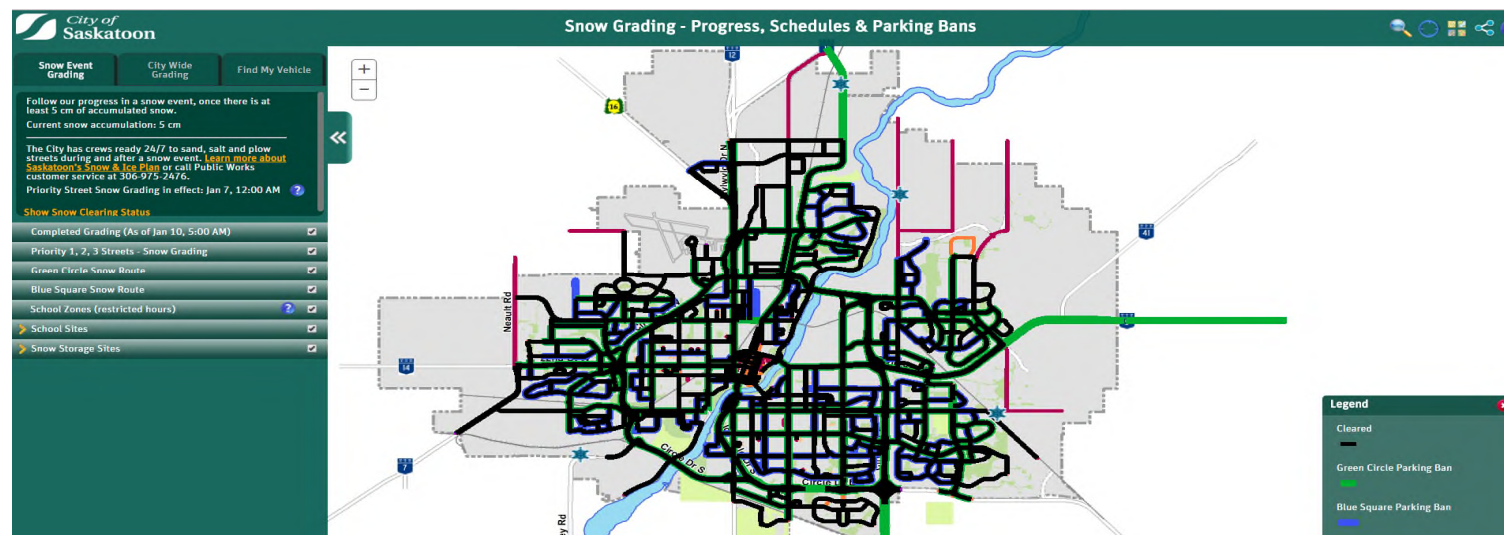 City of
Saskatoon
Snow Grading - Progress, Schedules & Parking Bans
Snow Event
Grading
City Wide
Grading
Find My Vehicle
Follow our progress in a snow event, once there is at
least 5 cm of accumulated snow.
Current snow accumulation: 5 cm
The City has crews ready 24/7 to sand, salt and plow
streets during and after a snow event. Learn more about
Saskatoon's Snow & Ice Plan or call Public Works
customer service at 306-975-2476.
Priority Street Snow Grading in effect: Jan 7, 12:00 AM ?
Show Snow Clearing Status
Completed Grading (As of Jan 10, 5:00 AM)
Priority 1, 2, 3 Streets - Snow Grading
Green Circle Snow Route
Blue Square Snow Route
School Zones (restricted hours) ?
School Sites
Snow Storage Sites
+
−
12
16
41
Neault Rd
14
7
Circle Dr S
Legend
Cleared
Green Circle Parking Ban
Blue Square Parking Ban